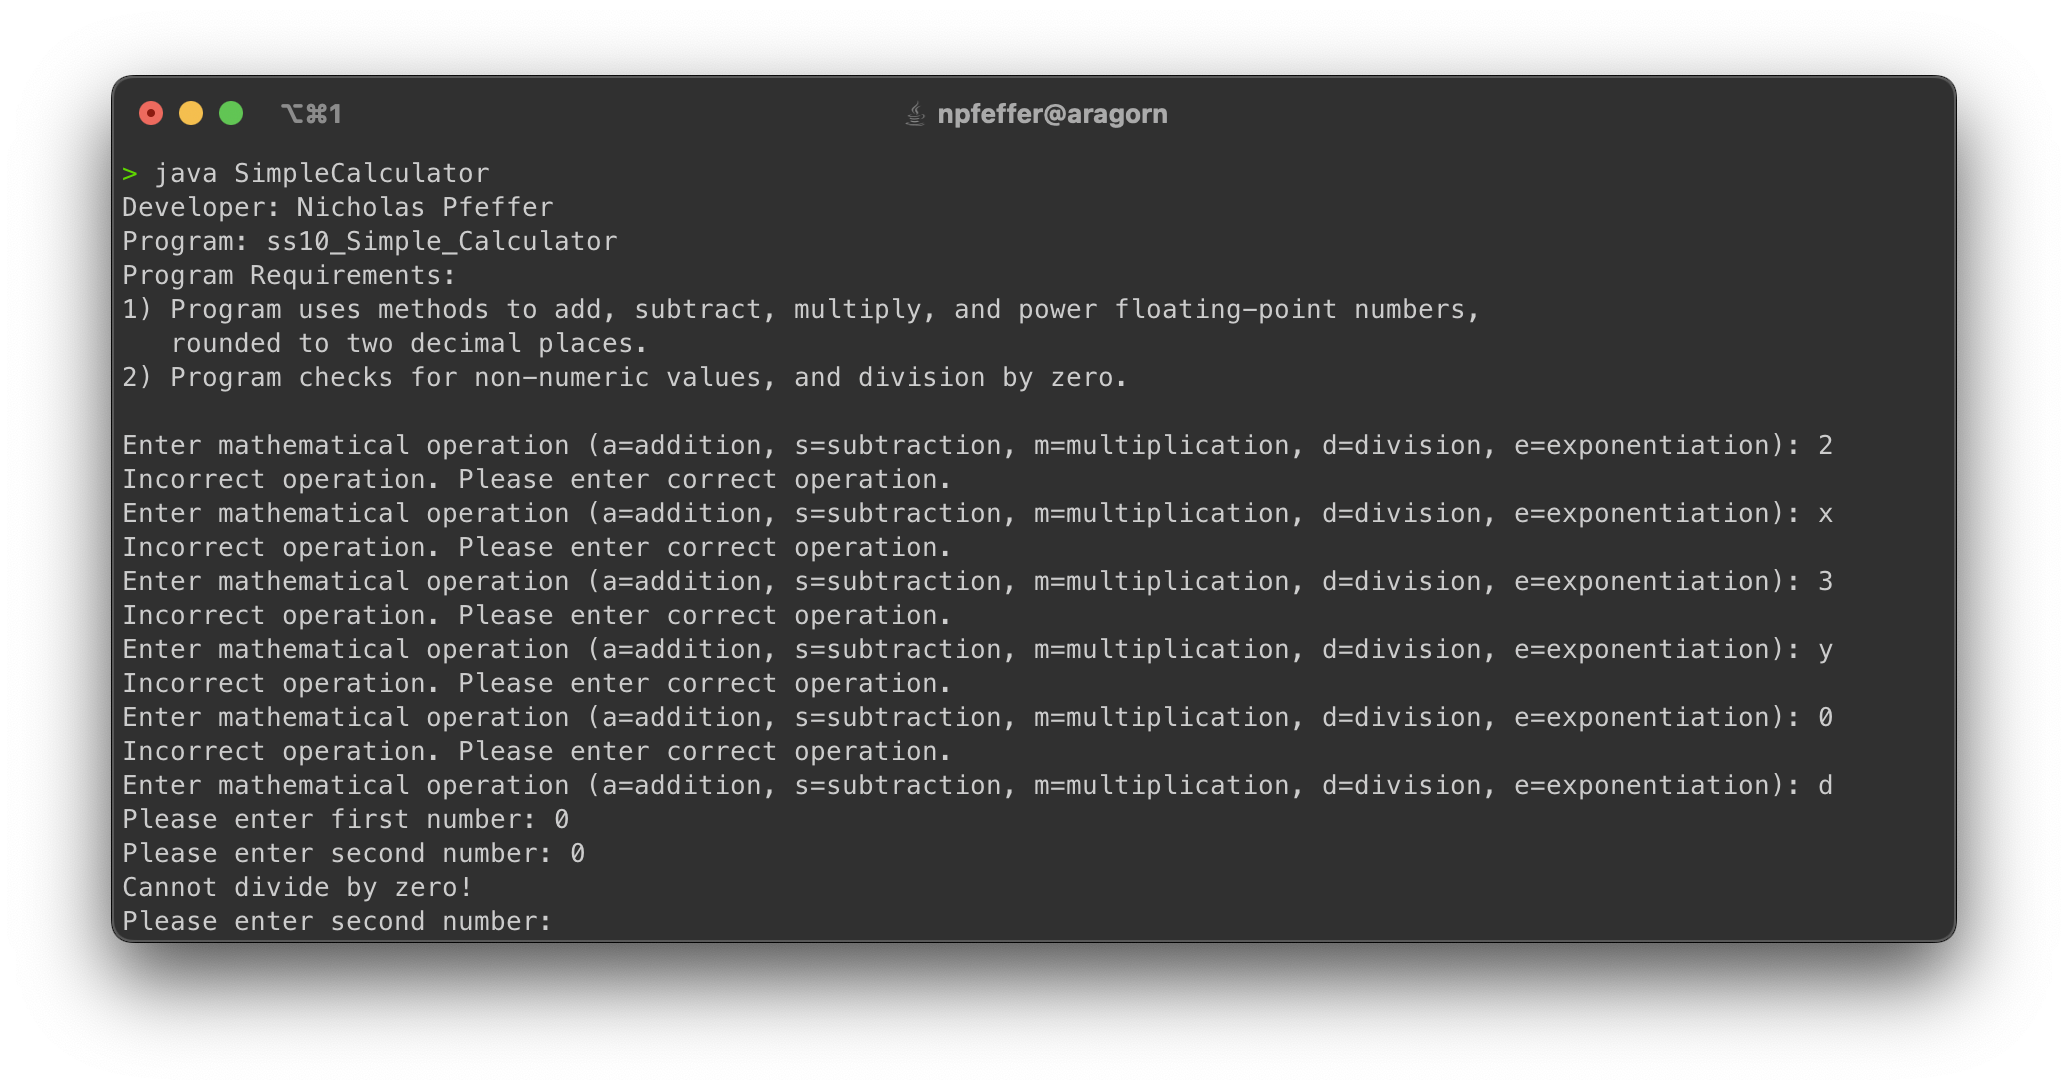 ⌥⌘1
npfeffer@aragorn
> java SimpleCalculator
Developer: Nicholas Pfeffer
Program: ss10_Simple_Calculator
Program Requirements:
1) Program uses methods to add, subtract, multiply, and power floating-point numbers,
   rounded to two decimal places.
2) Program checks for non-numeric values, and division by zero.

Enter mathematical operation (a=addition, s=subtraction, m=multiplication, d=division, e=exponentiation): 2
Incorrect operation. Please enter correct operation.
Enter mathematical operation (a=addition, s=subtraction, m=multiplication, d=division, e=exponentiation): x
Incorrect operation. Please enter correct operation.
Enter mathematical operation (a=addition, s=subtraction, m=multiplication, d=division, e=exponentiation): 3
Incorrect operation. Please enter correct operation.
Enter mathematical operation (a=addition, s=subtraction, m=multiplication, d=division, e=exponentiation): y
Incorrect operation. Please enter correct operation.
Enter mathematical operation (a=addition, s=subtraction, m=multiplication, d=division, e=exponentiation): 0
Incorrect operation. Please enter correct operation.
Enter mathematical operation (a=addition, s=subtraction, m=multiplication, d=division, e=exponentiation): d
Please enter first number: 0
Please enter second number: 0
Cannot divide by zero!
Please enter second number: